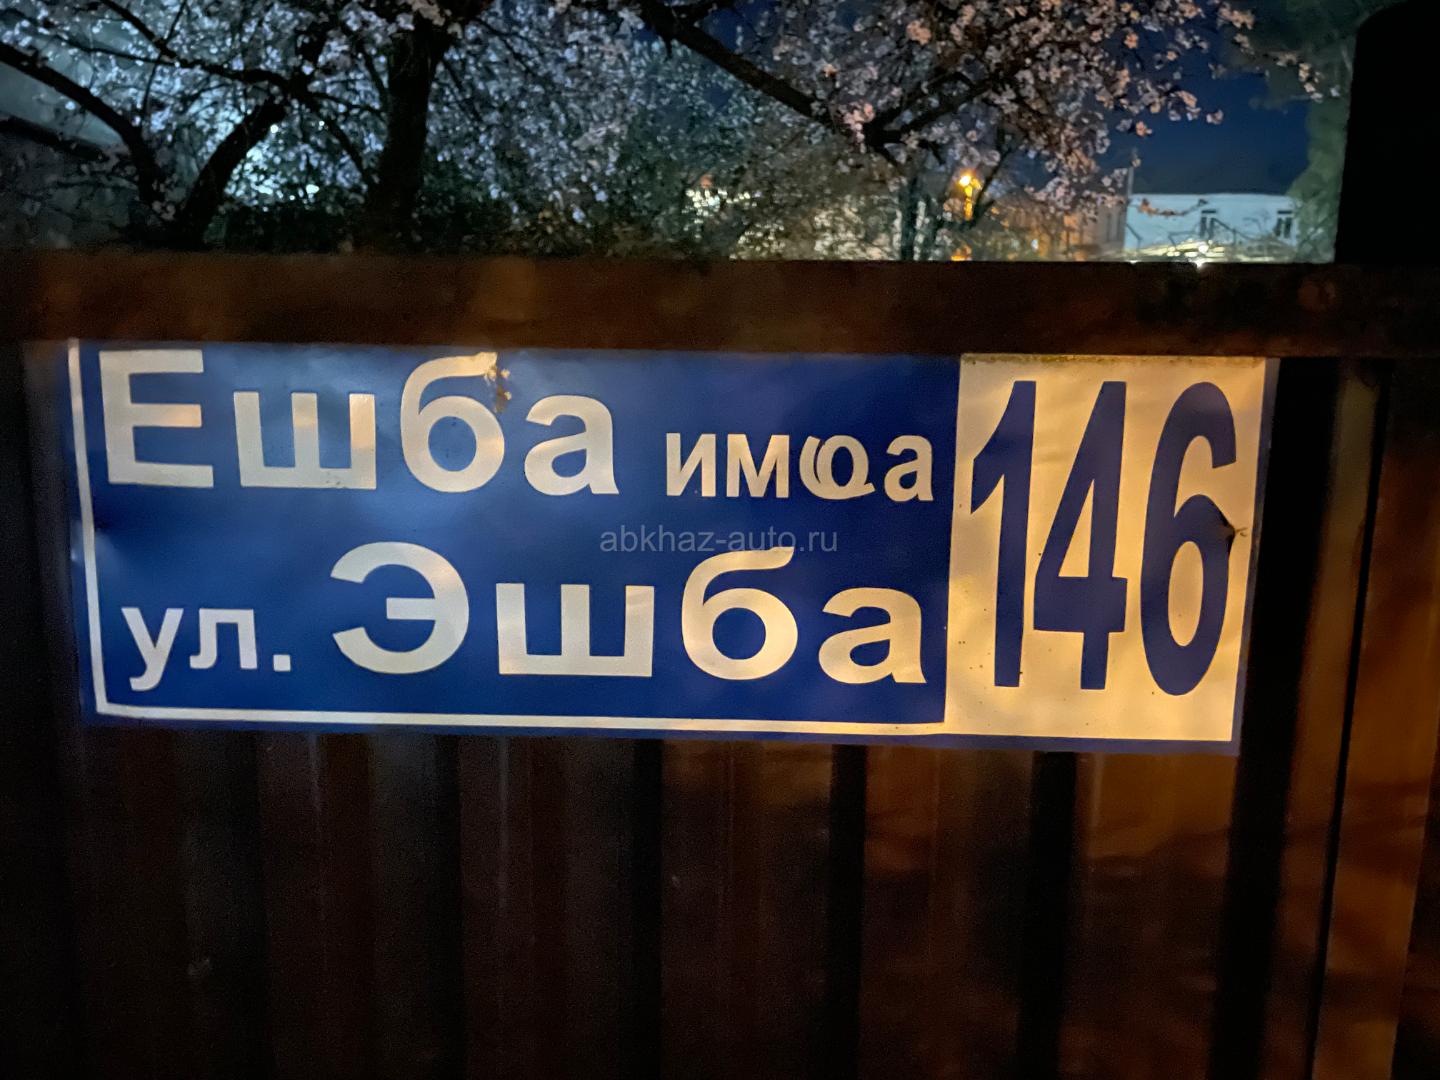 Ешба имҩа
146
abkhaz-auto.ru
ул. Эшба